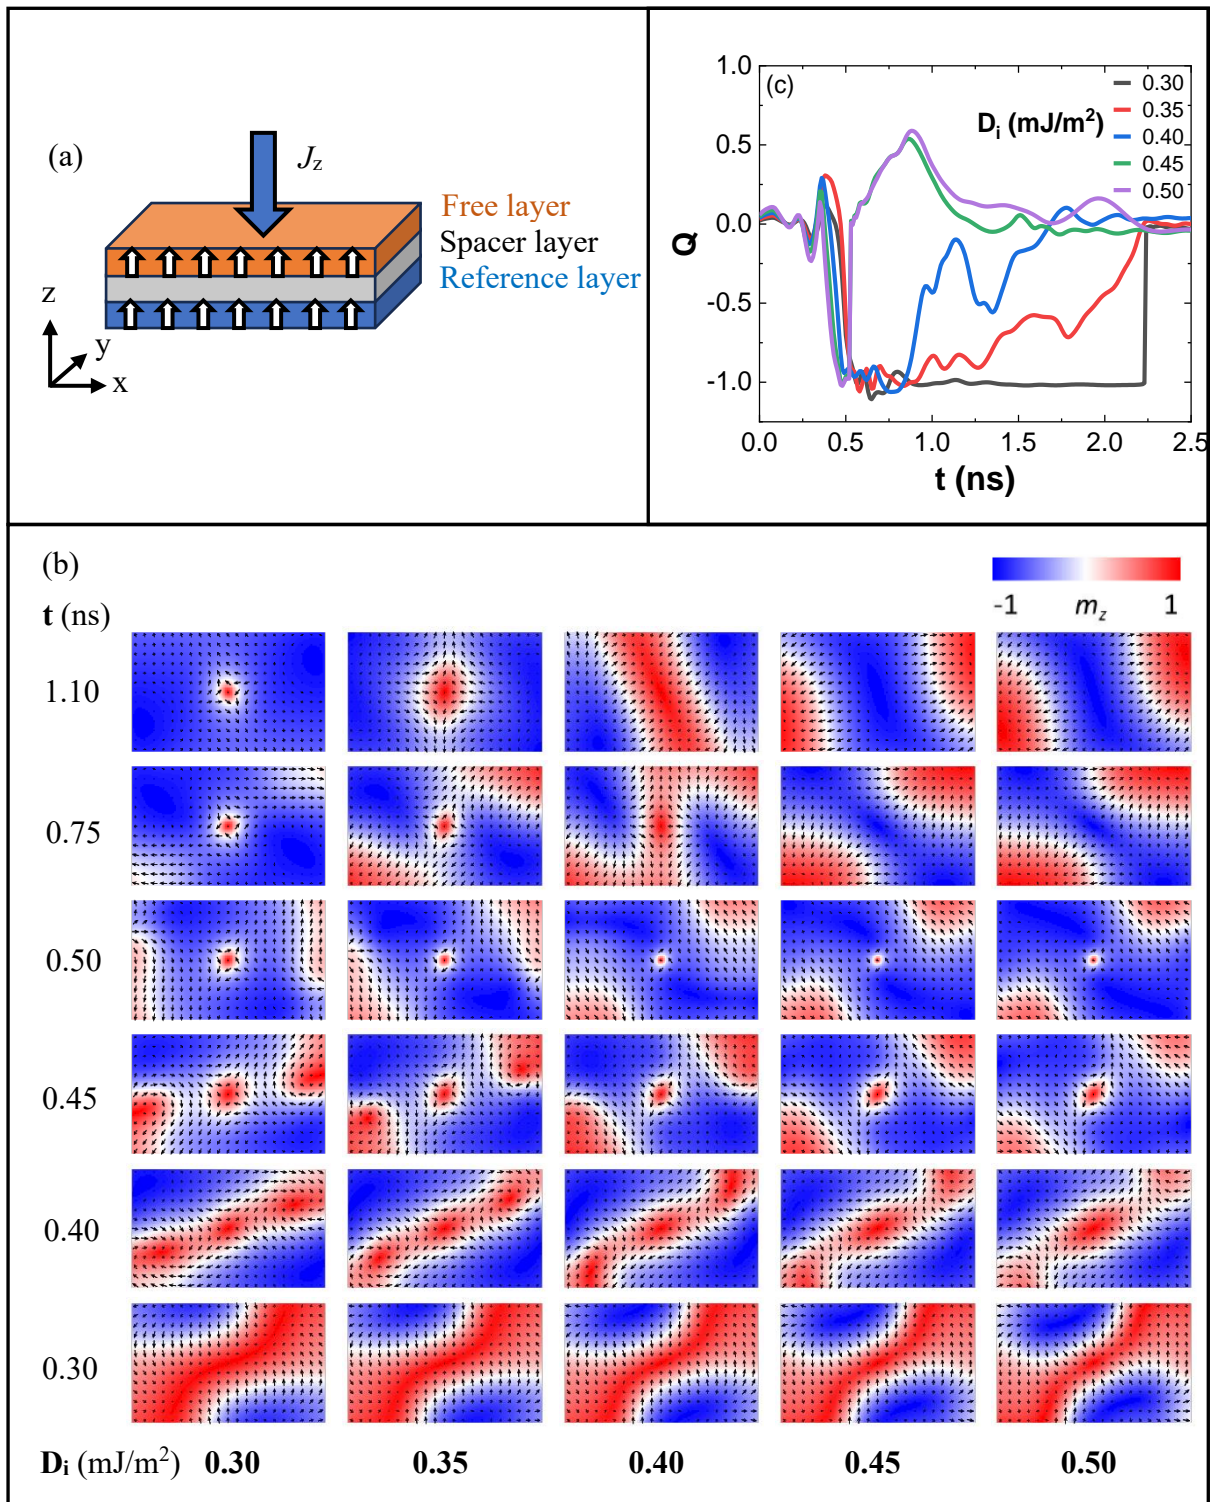 (a)
J_z
Free layer
Spacer layer
Reference layer
z
y
x
(c)
1.0
0.5
0.0
-0.5
-1.0
Q
0.0 0.5 1.0 1.5 2.0 2.5
t (ns)
D_i (mJ/m²)
0.30
0.35
0.40
0.45
0.50
(b)
-1 m_z 1
t (ns)
1.10
0.75
0.50
0.45
0.40
0.30
D_i (mJ/m²) 0.30 0.35 0.40 0.45 0.50